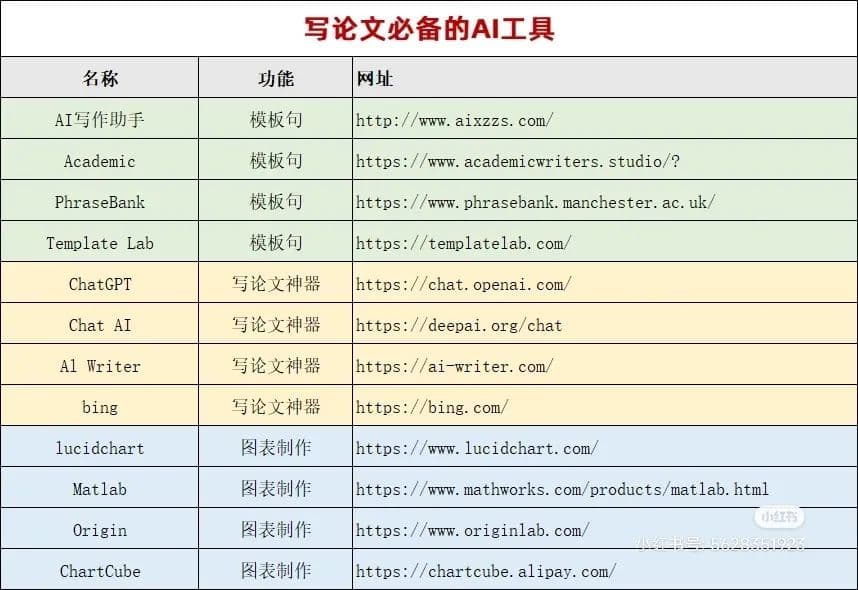 写论文必备的AI工具
名称 功能 网址
AI写作助手 模板句 http://www.aixzzs.com/
Academic 模板句 https://www.academicwriters.studio/?
PhraseBank 模板句 https://www.phrasebank.manchester.ac.uk/
Template Lab 模板句 https://templatelab.com/
ChatGPT 写论文神器 https://chat.openai.com/
Chat AI 写论文神器 https://deepai.org/chat
Al Writer 写论文神器 https://ai-writer.com/
bing 写论文神器 https://bing.com/
lucidchart 图表制作 https://www.lucidchart.com/
Matlab 图表制作 https://www.mathworks.com/products/matlab.html
小红书
Origin 图表制作 https://www.originlab.com/
小红书号: 5628351923
ChartCube 图表制作 https://chartcube.alipay.com/